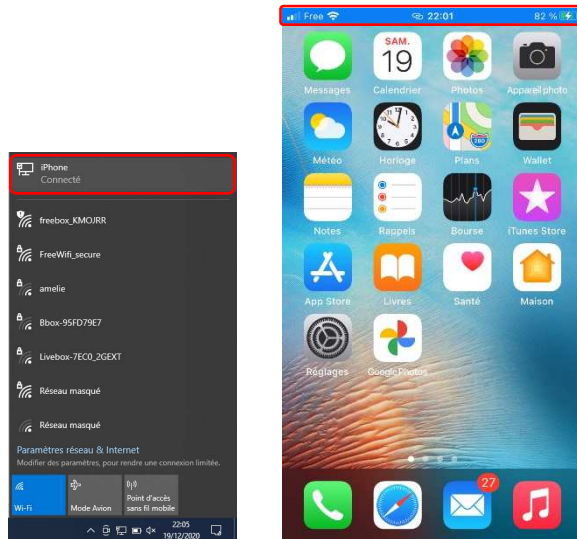 iPhone
Connecté
freebox_KMOJRR
FreeWifi_secure
amelie
Bbox-95FD79E7
Livebox-7EC0_2GEXT
Réseau masqué
Réseau masqué
Paramètres réseau & Internet
Modifier des paramètres, pour rendre une connexion limitée.
Wi-Fi
Mode Avion
Point d'accès
sans fil mobile
22:05
19/12/2020
Free 22:01 82 %
SAM.
19
280
Messages Calendrier Photos Appareil photo
Météo Horloge Plans Wallet
Notes Rappels Bourse iTunes Store
App Store Livres Santé Maison
Réglages Google Photos
27